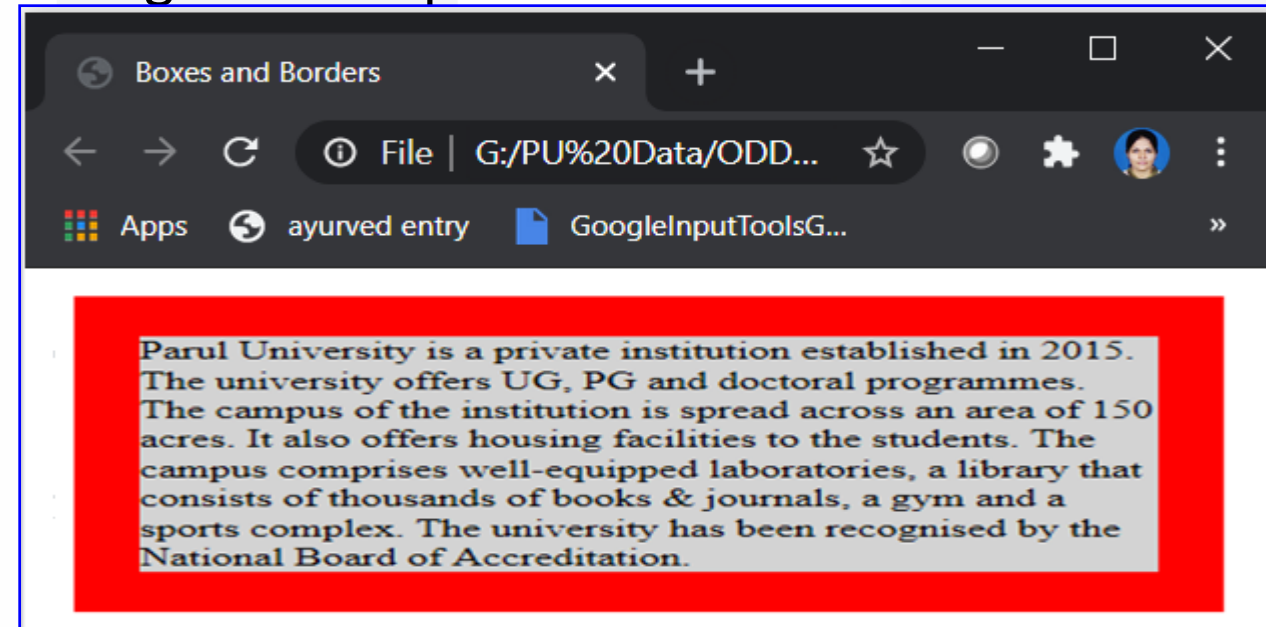 Boxes and Borders
File | G:/PU%20Data/ODD...
Apps ayurved entry GoogleInputToolsG... »
Parul University is a private institution established in 2015.
The university offers UG, PG and doctoral programmes.
The campus of the institution is spread across an area of 150
acres. It also offers housing facilities to the students. The
campus comprises well-equipped laboratories, a library that
consists of thousands of books & journals, a gym and a
sports complex. The university has been recognised by the
National Board of Accreditation.